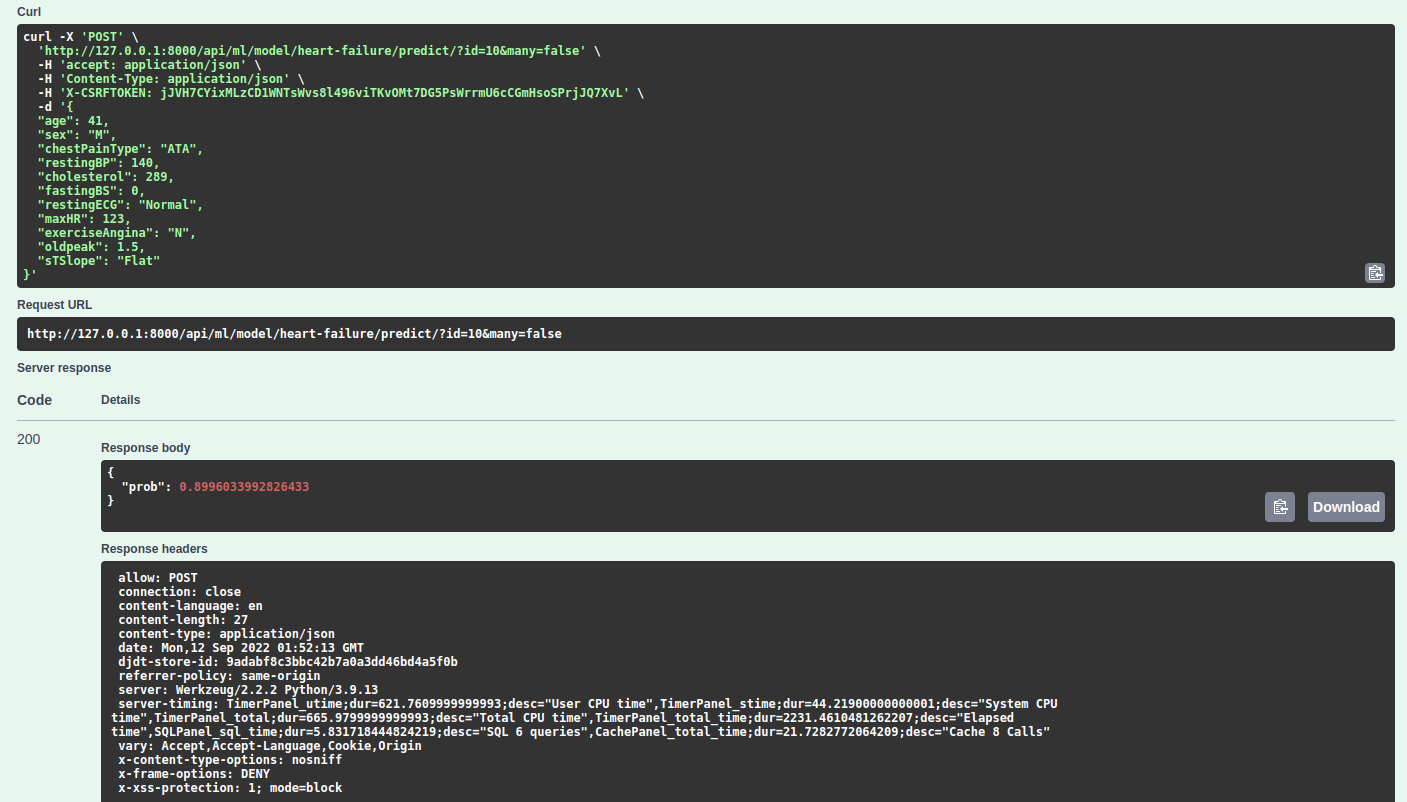 Curl
curl -X 'POST' \
  'http://127.0.0.1:8000/api/ml/model/heart-failure/predict/?id=10&many=false' \
  -H 'accept: application/json' \
  -H 'Content-Type: application/json' \
  -H 'X-CSRFTOKEN: jJVH7CYixMLzCD1WNTsWvs8l496viTKvOMt7DG5PsWrrmU6cCGmHsoSPrjJQ7XvL' \
  -d '{
  "age": 41,
  "sex": "M",
  "chestPainType": "ATA",
  "restingBP": 140,
  "cholesterol": 289,
  "fastingBS": 0,
  "restingECG": "Normal",
  "maxHR": 123,
  "exerciseAngina": "N",
  "oldpeak": 1.5,
  "sTSlope": "Flat"
}'
Request URL
http://127.0.0.1:8000/api/ml/model/heart-failure/predict/?id=10&many=false
Server response
Code Details
200
Response body
{
  "prob": 0.8996033992826433
}
Download
Response headers
allow: POST
connection: close
content-language: en
content-length: 27
content-type: application/json
date: Mon,12 Sep 2022 01:52:13 GMT
djdt-store-id: 9adabf8c3bbc42b7a0a3dd46bd4a5f0b
referrer-policy: same-origin
server: Werkzeug/2.2.2 Python/3.9.13
server-timing: TimerPanel_utime;dur=621.7609999999993;desc="User CPU time",TimerPanel_stime;dur=44.21900000000001;desc="System CPU
time",TimerPanel_total;dur=665.9799999999993;desc="Total CPU time",TimerPanel_total_time;dur=2231.4610481262207;desc="Elapsed
time",SQLPanel_sql_time;dur=5.831718444824219;desc="SQL 6 queries",CachePanel_total_time;dur=21.7282772064209;desc="Cache 8 Calls"
vary: Accept,Accept-Language,Cookie,Origin
x-content-type-options: nosniff
x-frame-options: DENY
x-xss-protection: 1; mode=block